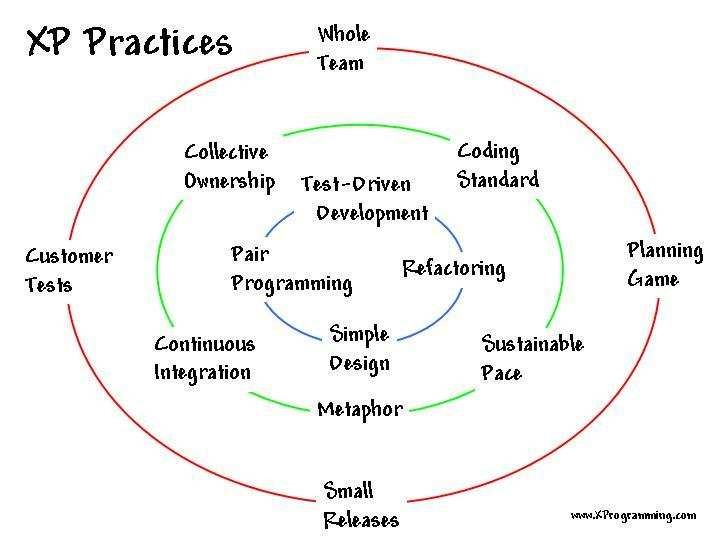 XP Practices
Whole
Team
Collective
Ownership
Coding
Standard
Test-Driven
Development
Customer
Tests
Pair
Programming
Refactoring
Planning
Game
Continuous
Integration
Simple
Design
Sustainable
Pace
Metaphor
Small
Releases
www.XProgramming.com